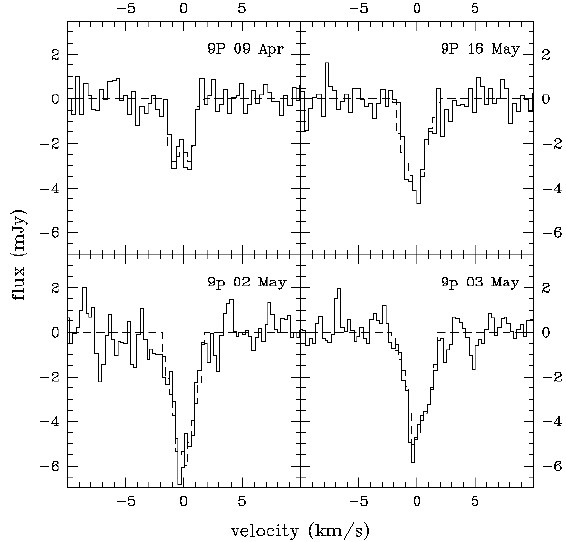 −5 0 5 −5 0 5
9P 09 Apr 9P 16 May
2 2
0 0
−2 −2
−4 −4
−6 −6
9p 02 May 9p 03 May
2 2
0 0
−2 −2
−4 −4
−6 −6
−5 0 5 −5 0 5
flux (mJy)
velocity (km/s)